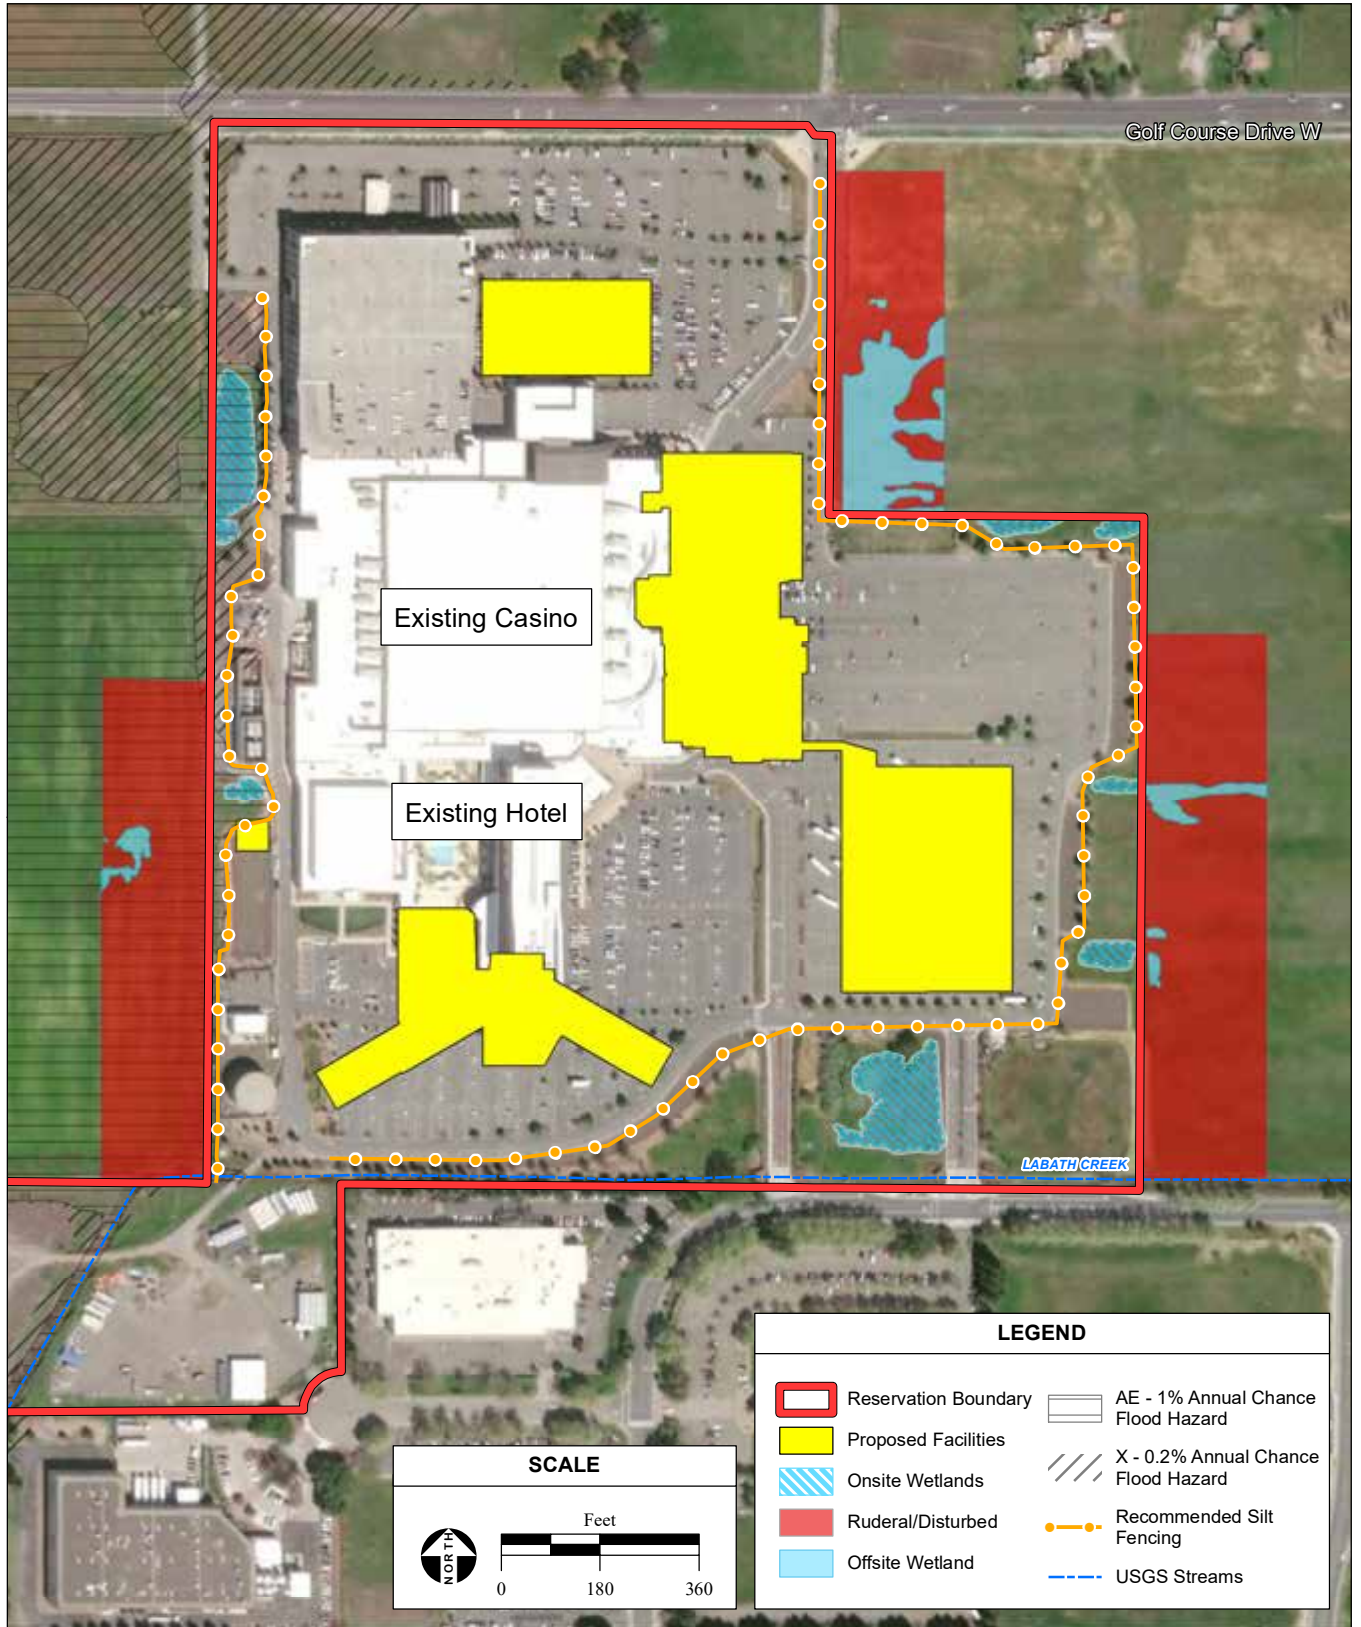 Golf Course Drive W
Existing Casino
Existing Hotel
LABATH CREEK
LEGEND
Reservation Boundary
Proposed Facilities
Onsite Wetlands
Ruderal/Disturbed
Offsite Wetland
AE - 1% Annual Chance
Flood Hazard
X - 0.2% Annual Chance
Flood Hazard
Recommended Silt
Fencing
USGS Streams
SCALE
NORTH
Feet
0 180 360